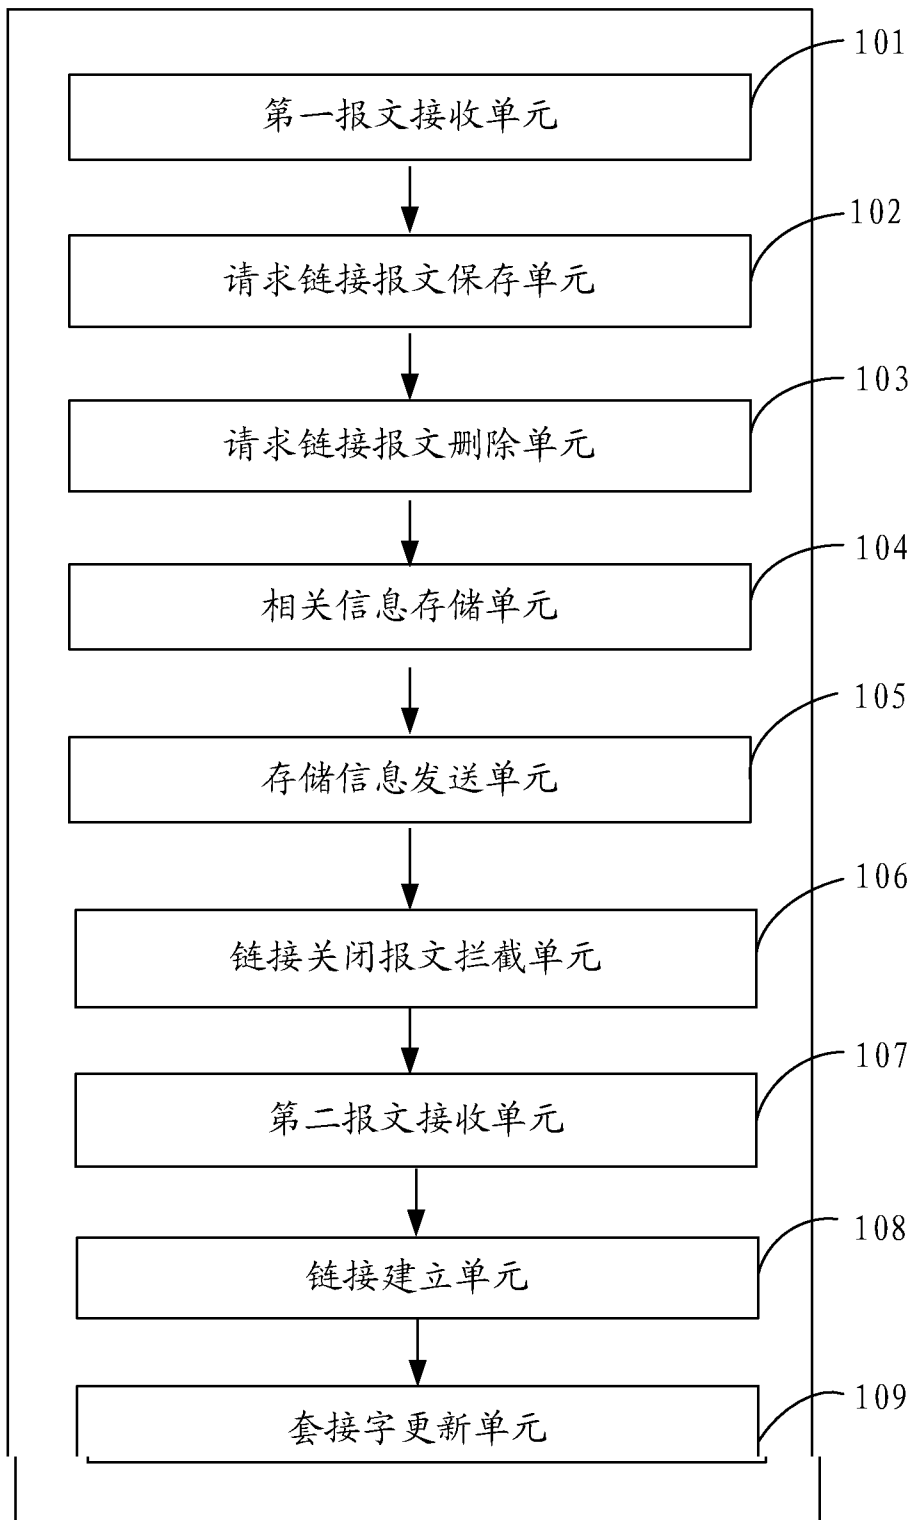 101
第一报文接收单元
102
请求链接报文保存单元
103
请求链接报文删除单元
104
相关信息存储单元
105
存储信息发送单元
106
链接关闭报文拦截单元
107
第二报文接收单元
108
链接建立单元
109
套接字更新单元